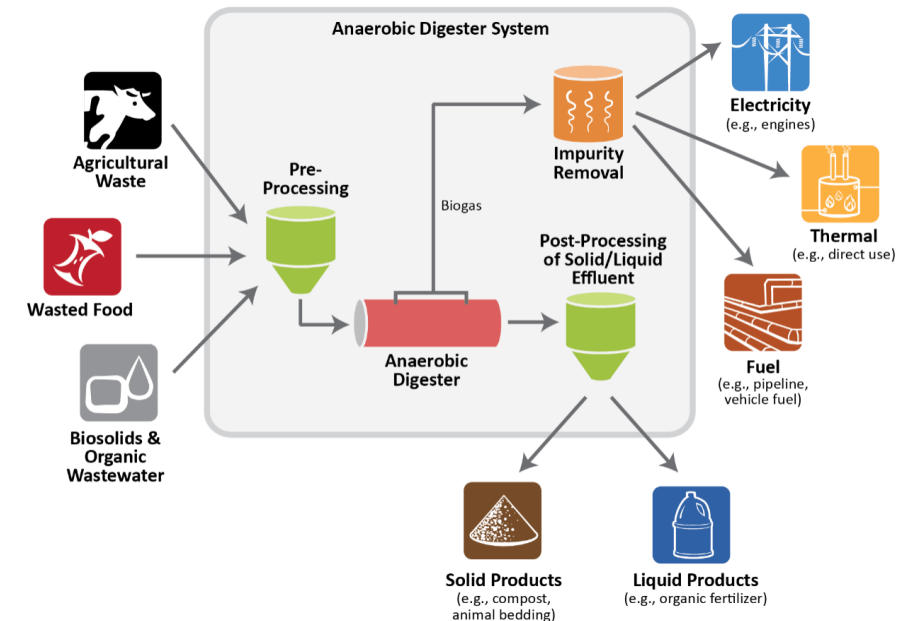 Anaerobic Digester System
Agricultural
Waste
Wasted Food
Biosolids &
Organic
Wastewater
Pre-
Processing
Biogas
Anaerobic
Digester
Impurity
Removal
Post-Processing
of Solid/Liquid
Effluent
Electricity
(e.g., engines)
Thermal
(e.g., direct use)
Fuel
(e.g., pipeline,
vehicle fuel)
Solid Products
(e.g., compost,
animal bedding)
Liquid Products
(e.g., organic fertilizer)